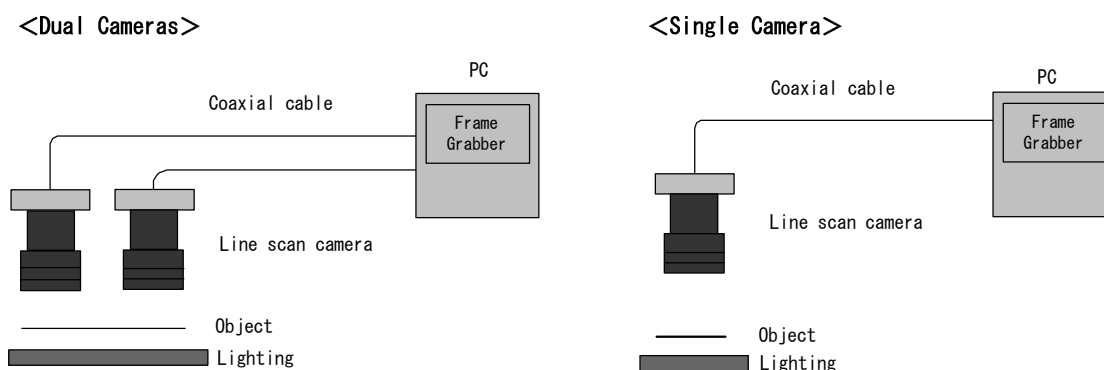 ＜Dual Cameras＞
PC
Coaxial cable
Frame
Grabber
Line scan camera
Object
Lighting
＜Single Camera＞
PC
Coaxial cable
Frame
Grabber
Line scan camera
Object
Lighting